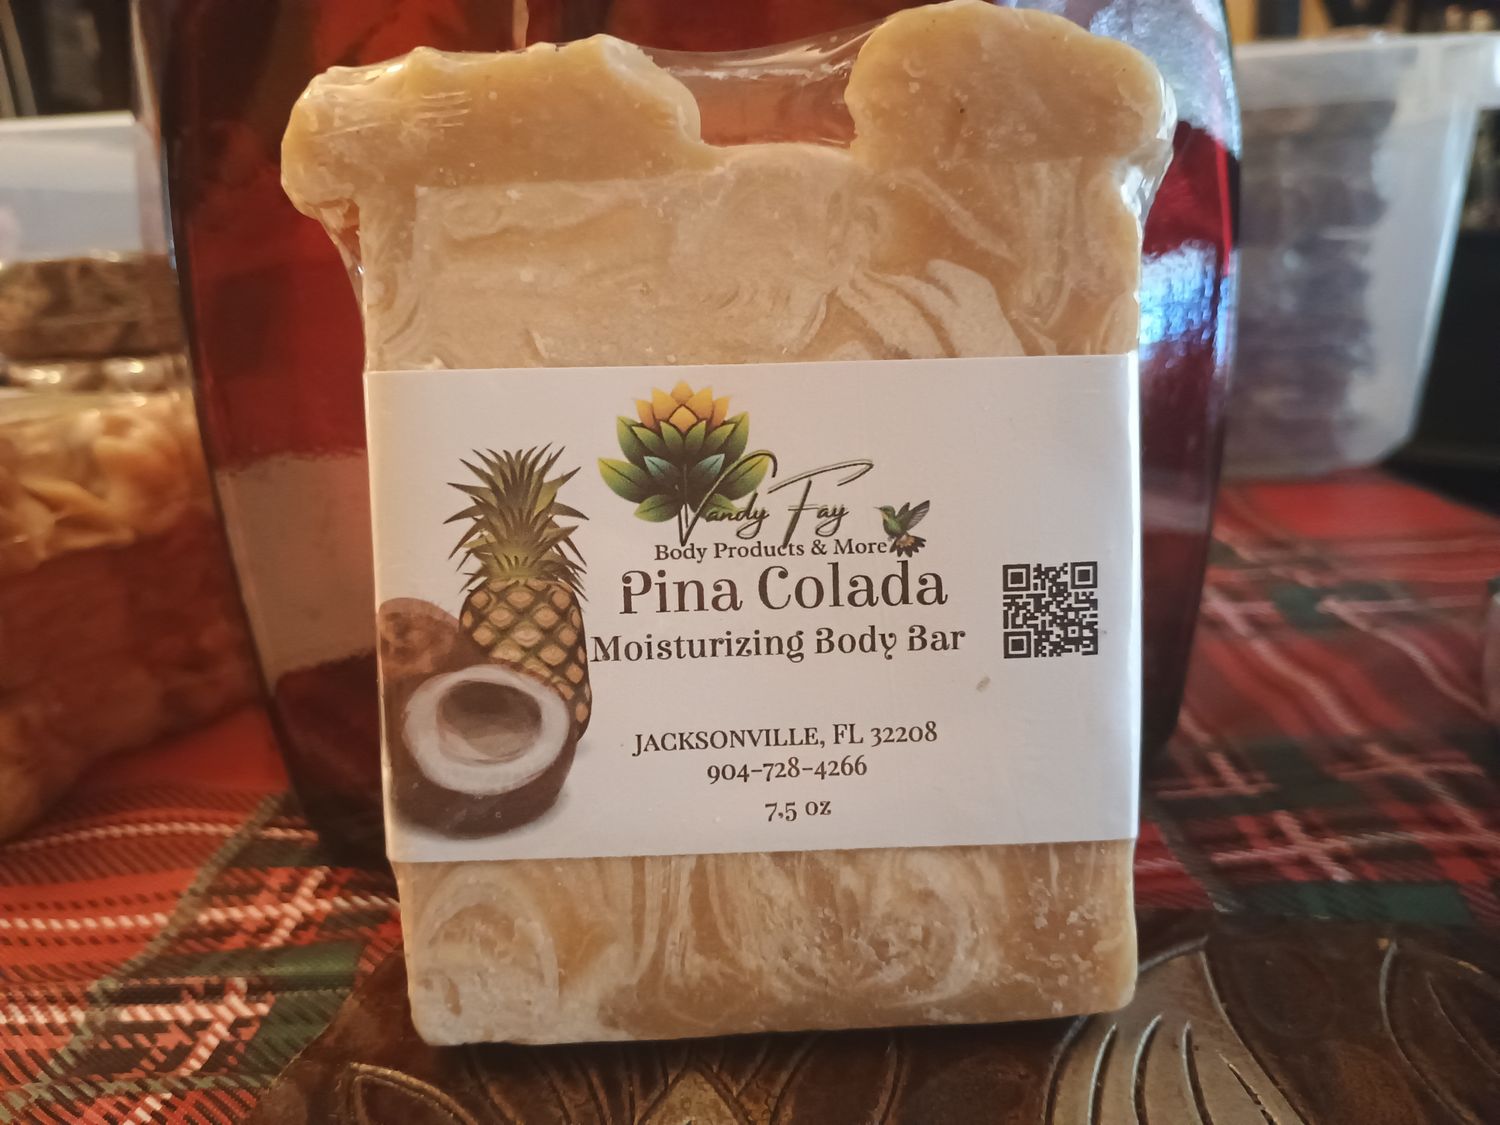 Vandy Fay
Body Products & More
Pina Colada
Moisturizing Body Bar
JACKSONVILLE, FL 32208
904-728-4266
7.5 oz